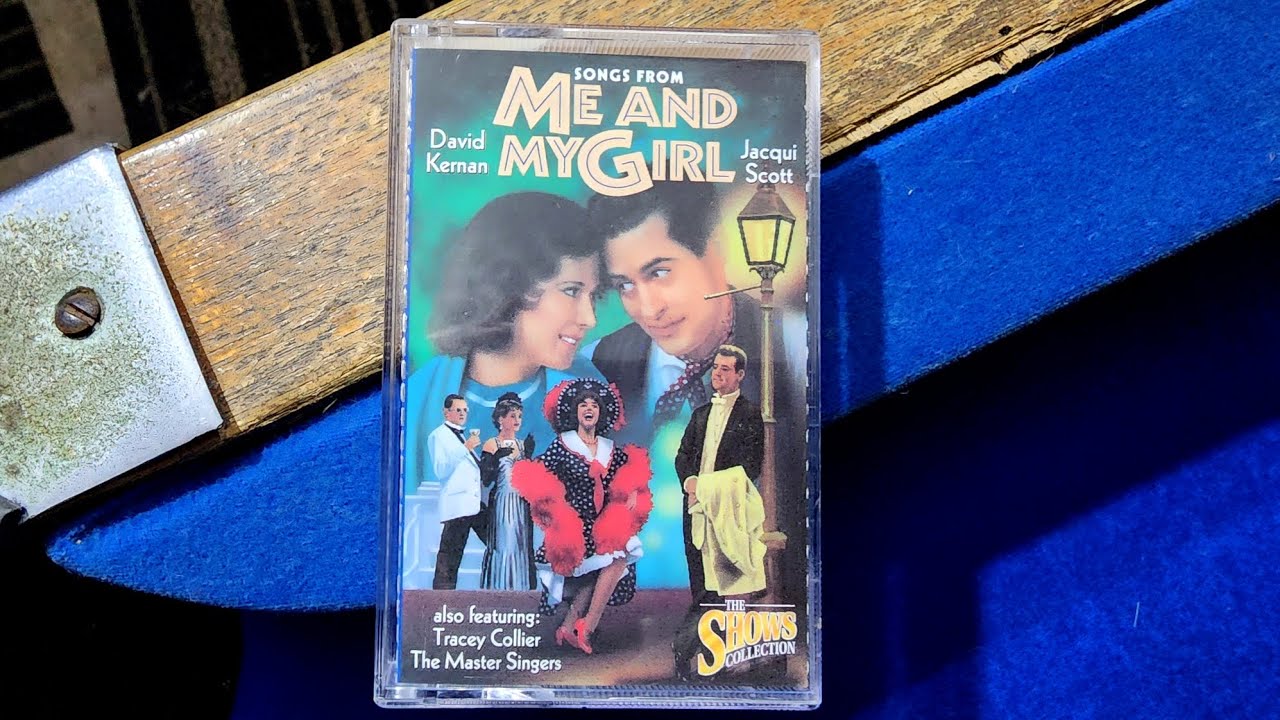 SONGS FROM
ME AND
MY GIRL
David
Kernan
Jacqui
Scott
also featuring:
Tracey Collier
The Master Singers
THE
SHOWS
COLLECTION